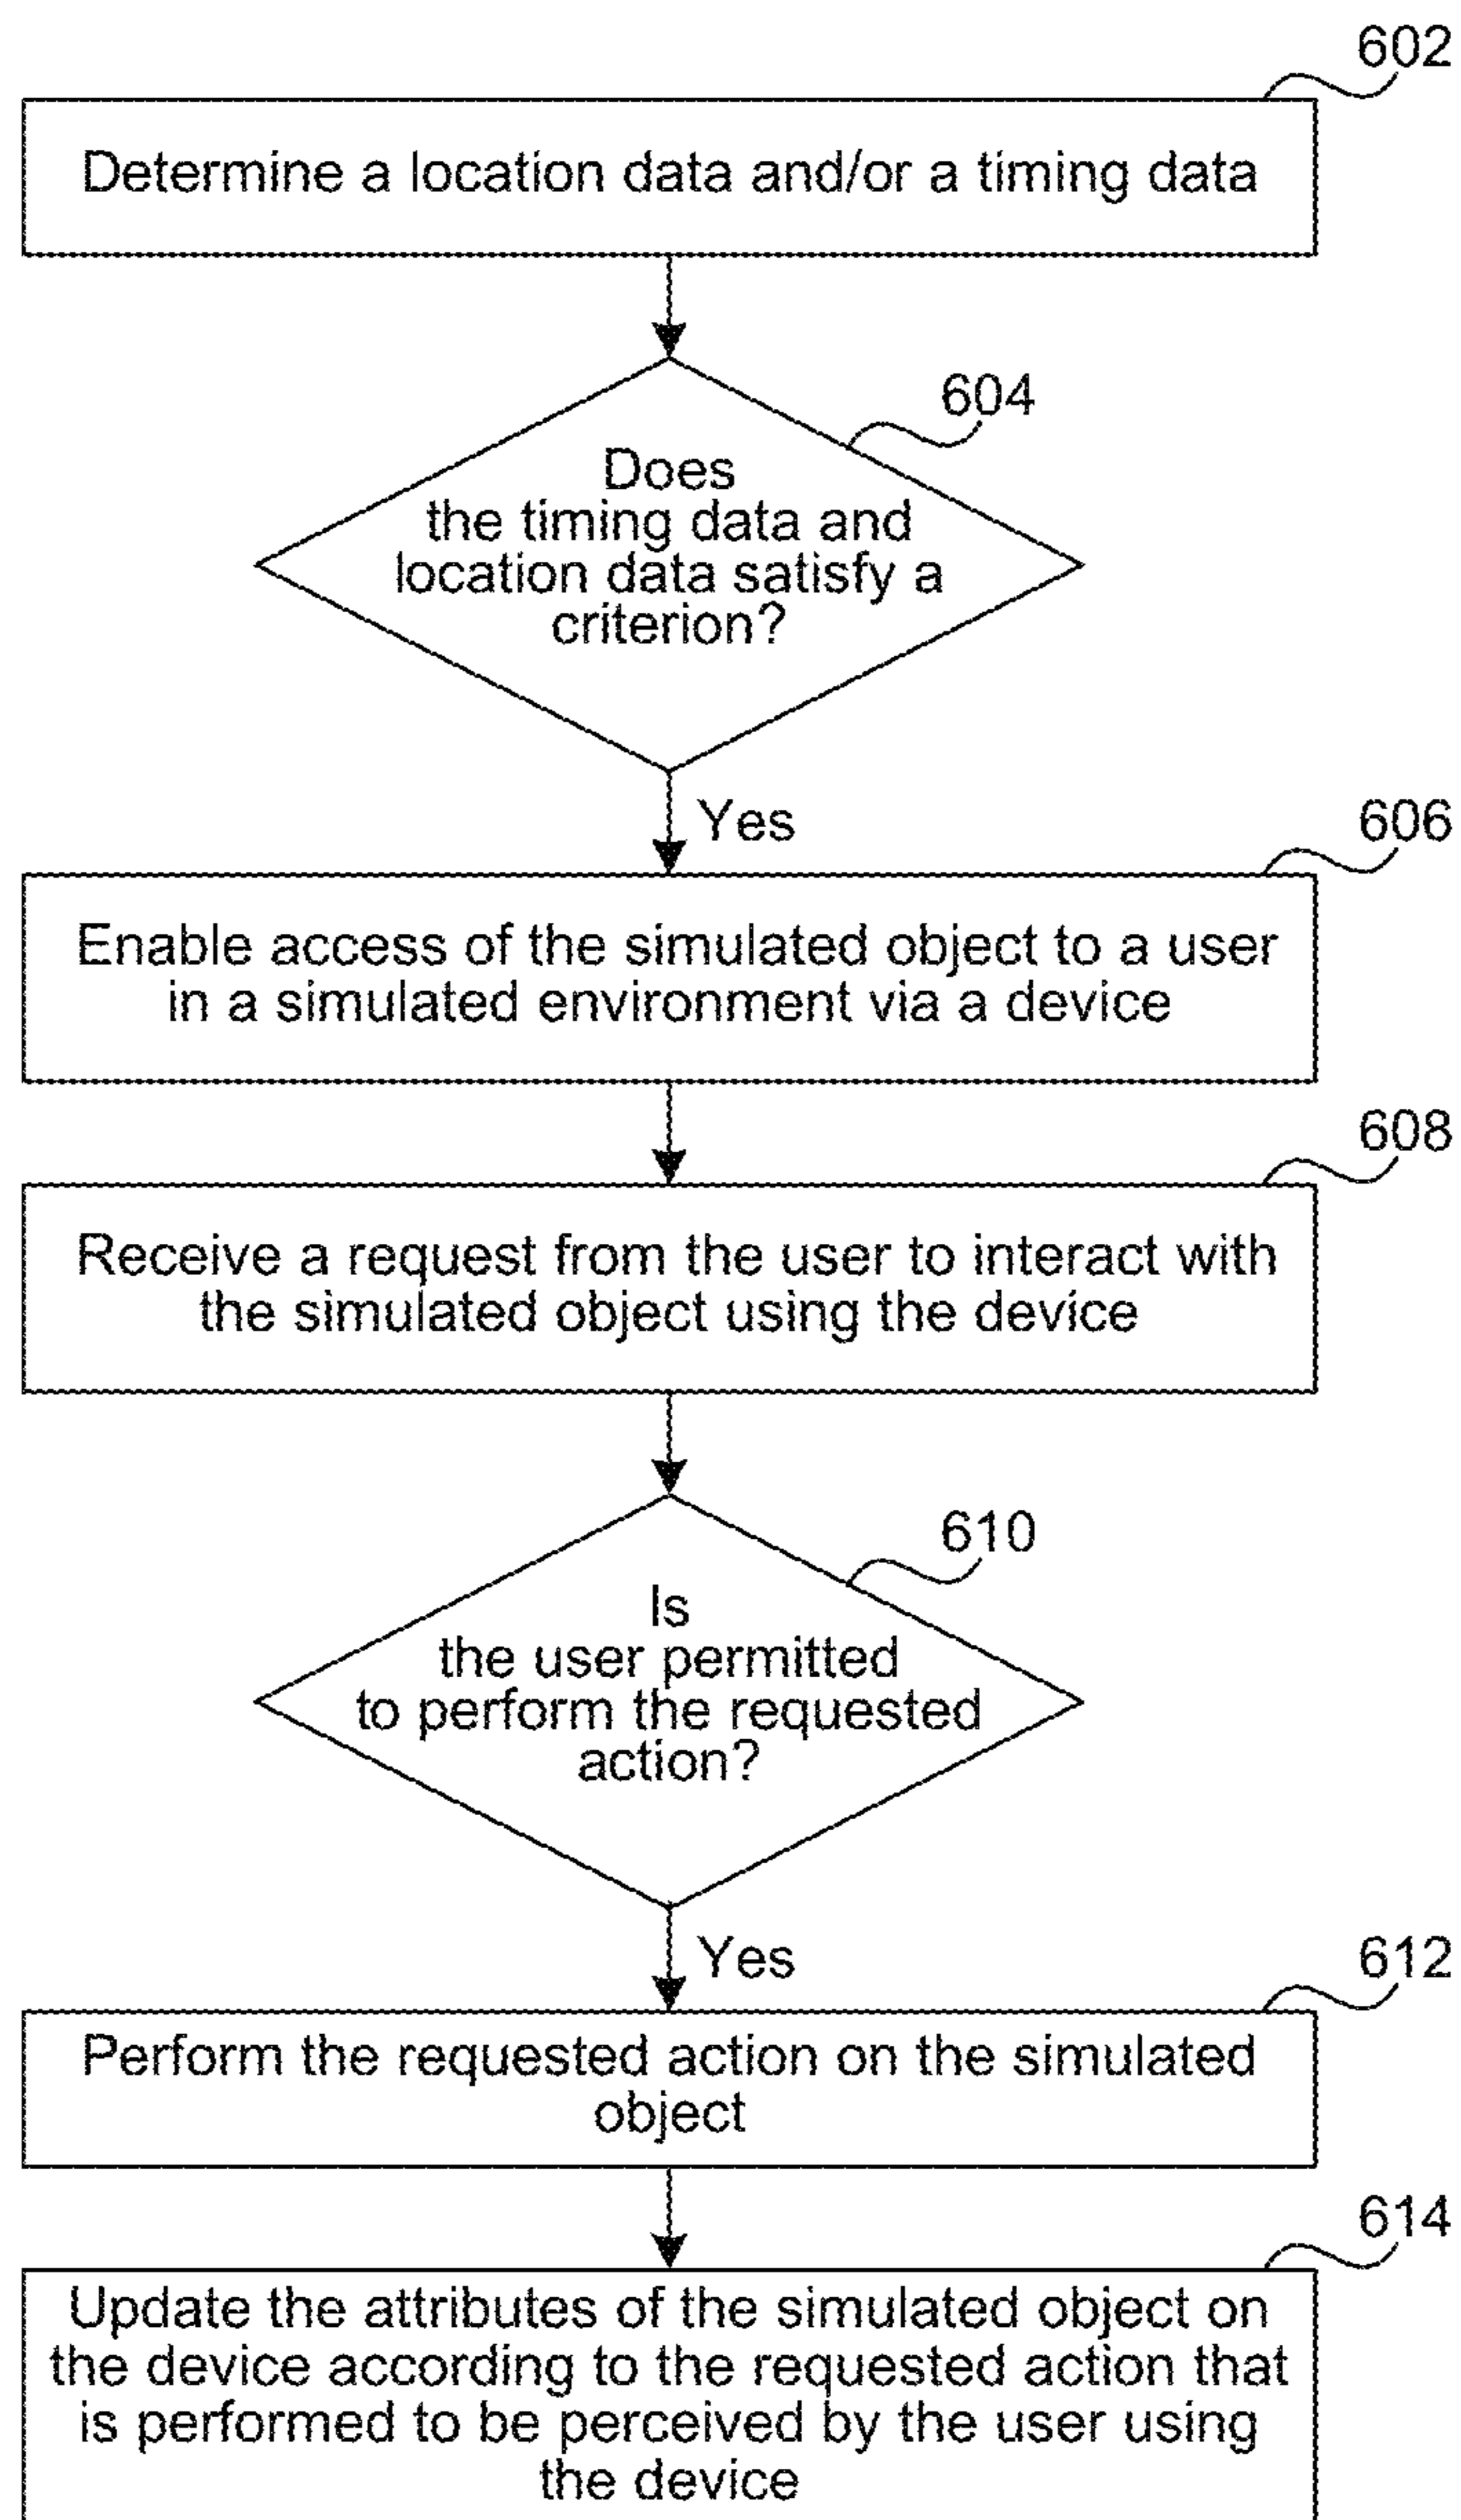 602
Determine a location data and/or a timing data
604
Does
the timing data and
location data satisfy a
criterion?
Yes
606
Enable access of the simulated object to a user
in a simulated environment via a device
608
Receive a request from the user to interact with
the simulated object using the device
610
Is
the user permitted
to perform the requested
action?
Yes
612
Perform the requested action on the simulated
object
614
Update the attributes of the simulated object on
the device according to the requested action that
is performed to be perceived by the user using
the device